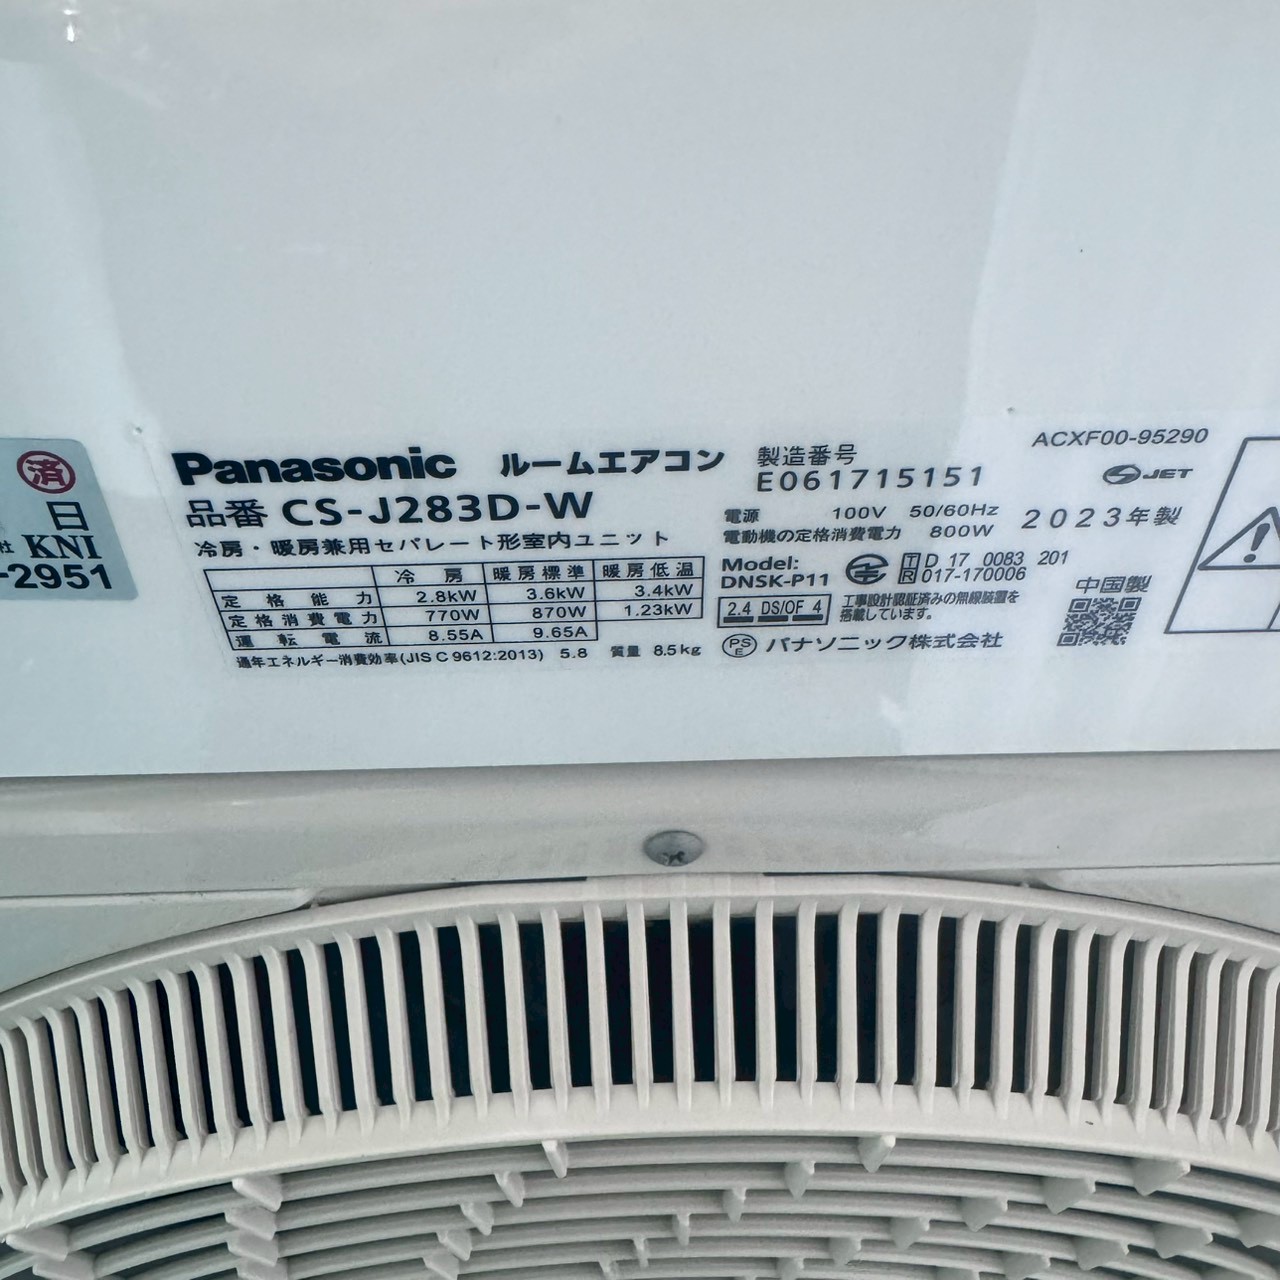 済
日
社 KNI
-2951
Panasonic ルームエアコン
品番 CS-J283D-W
冷房・暖房兼用セパレート形室内ユニット
冷房 暖房標準 暖房低温
定格能力 2.8kW 3.6kW 3.4kW
定格消費電力 770W 870W 1.23kW
運転電流 8.55A 9.65A
通年エネルギー消費効率(JIS C 9612:2013) 5.8 質量 8.5kg
製造番号
E061715151
電源 100V 50/60Hz
電動機の定格消費電力 800W
Model:
DNSK-P11
T D 17 0083 201
R 017-170006
2.4 DS/OF 4
工事設計認証済みの無線装置を
搭載しています。
PS
E
パナソニック株式会社
ACXF00-95290
JET
2023年製
中国製